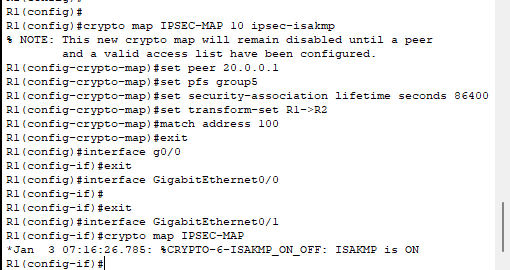 R1(config)#
R1(config)#crypto map IPSEC-MAP 10 ipsec-isakmp
% NOTE: This new crypto map will remain disabled until a peer
and a valid access list have been configured.
R1(config-crypto-map)#set peer 20.0.0.1
R1(config-crypto-map)#set pfs group5
R1(config-crypto-map)#set security-association lifetime seconds 86400
R1(config-crypto-map)#set transform-set R1->R2
R1(config-crypto-map)#match address 100
R1(config-crypto-map)#exit
R1(config)#interface g0/0
R1(config-if)#exit
R1(config)#interface GigabitEthernet0/0
R1(config-if)#
R1(config-if)#exit
R1(config)#interface GigabitEthernet0/1
R1(config-if)#crypto map IPSEC-MAP
*Jan  3 07:16:26.785: %CRYPTO-6-ISAKMP_ON_OFF: ISAKMP is ON
R1(config-if)#